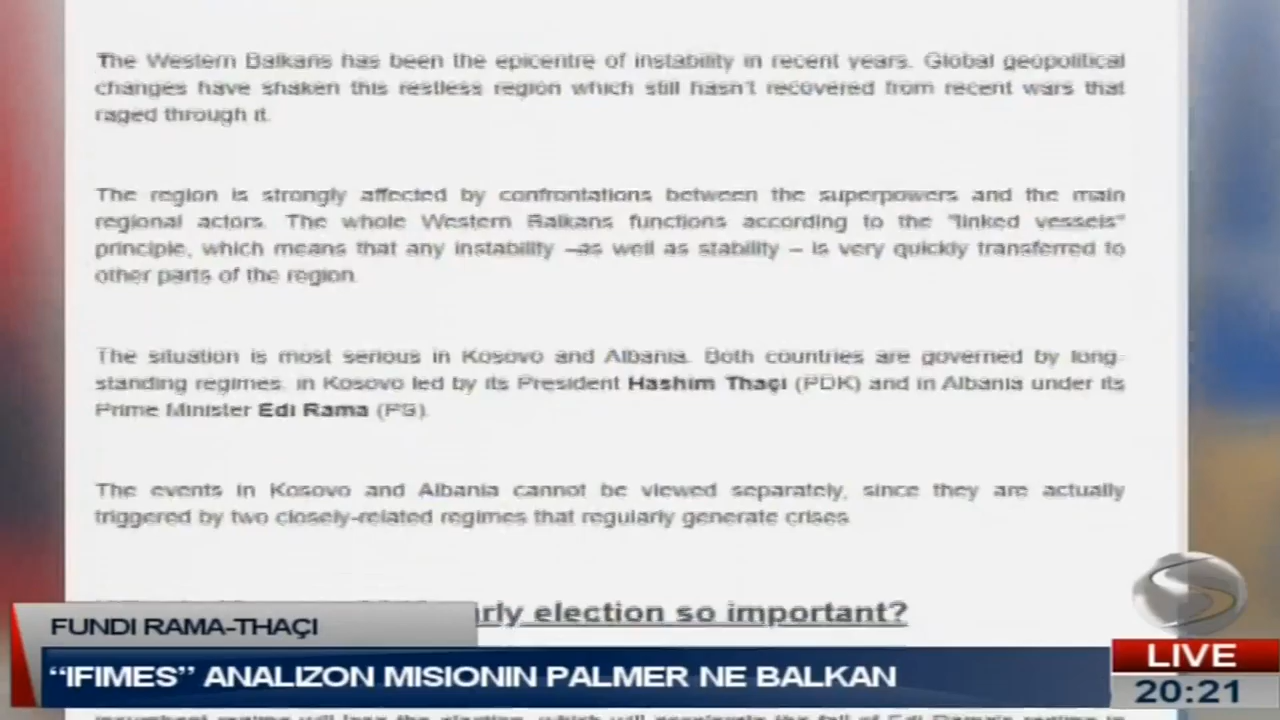 The Western Balkans has been the epicentre of instability in recent years. Global geopolitical
changes have shaken this restless region which still hasn't recovered from recent wars that
raged through it.
The region is strongly affected by confrontations between the superpowers and the main
regional actors. The whole Western Balkans functions according to the "linked vessels"
principle, which means that any instability –as well as stability – is very quickly transferred to
other parts of the region.
The situation is most serious in Kosovo and Albania. Both countries are governed by long-
standing regimes: in Kosovo led by its President Hashim Thaçi (PDK) and in Albania under its
Prime Minister Edi Rama (PS).
The events in Kosovo and Albania cannot be viewed separately, since they are actually
triggered by two closely-related regimes that regularly generate crises.
election so important?
FUNDI RAMA-THAÇI
“IFIMES” ANALIZON MISIONIN PALMER NE BALKAN
LIVE
20:21